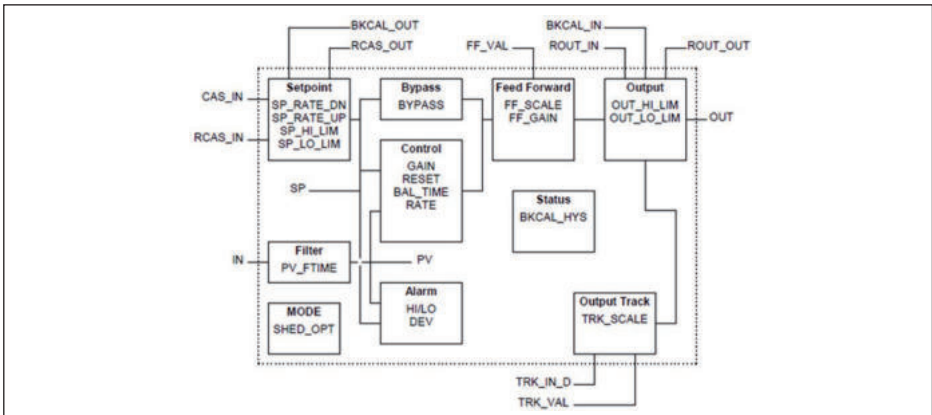 BKCAL_OUT
RCAS_OUT
FF_VAL
BKCAL_IN
ROUT_IN
ROUT_OUT
CAS_IN
RCAS_IN
Setpoint
SP_RATE_DN
SP_RATE_UP
SP_HI_LIM
SP_LO_LIM
Bypass
BYPASS
Feed Forward
FF_SCALE
FF_GAIN
Output
OUT_HI_LIM
OUT_LO_LIM
OUT
Control
GAIN
RESET
BAL_TIME
RATE
SP
Status
BKCAL_HYS
IN
Filter
PV_FTIME
PV
Alarm
HI/LO
DEV
MODE
SHED_OPT
Output Track
TRK_SCALE
TRK_IN_D
TRK_VAL